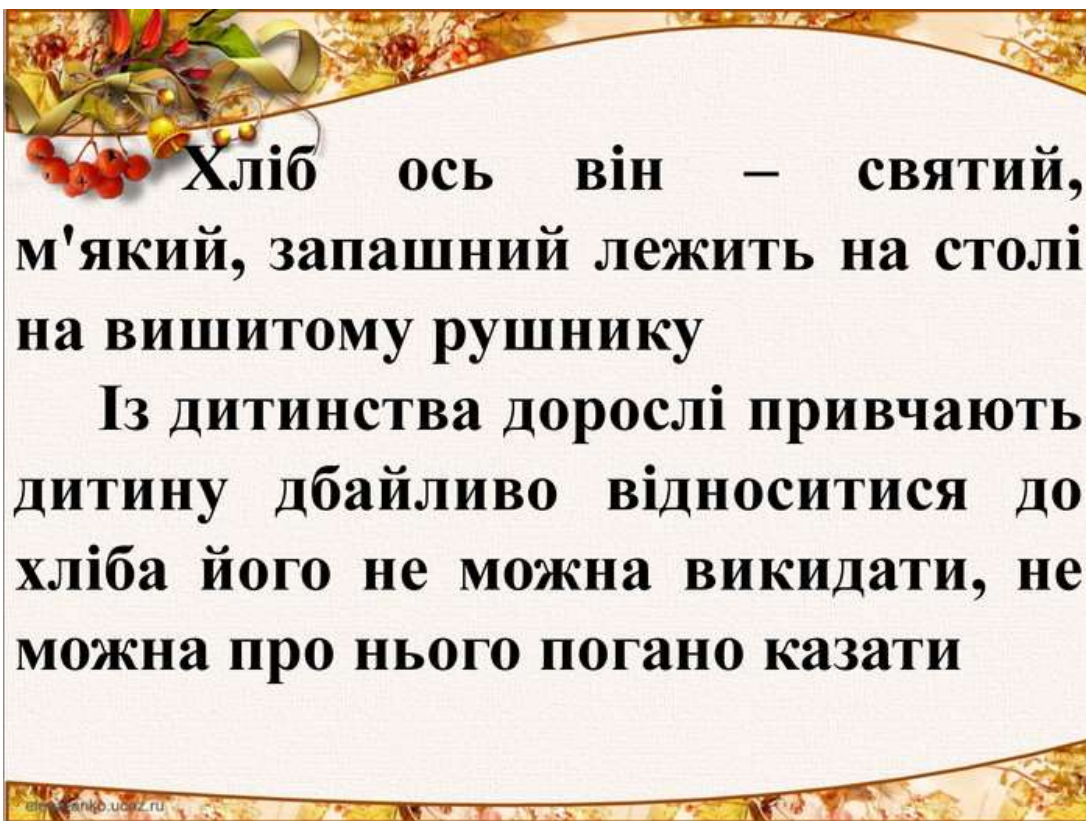 Хліб ось він – святий,
м'який, запашний лежить на столі
на вишитому рушнику
Із дитинства дорослі привчають
дитину дбайливо відноситися до
хліба його не можна викидати, не
можна про нього погано казати